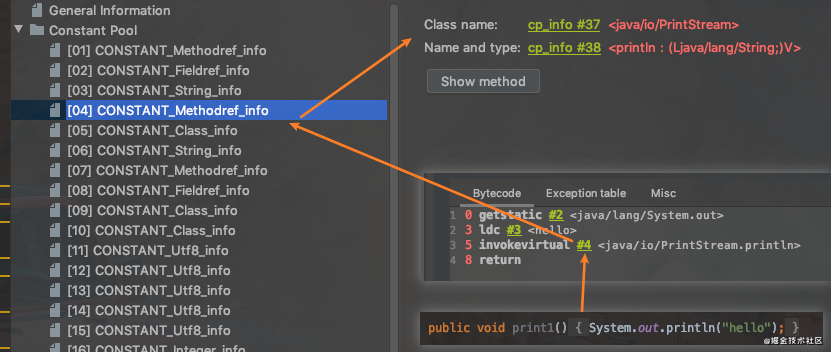 General Information
Constant Pool
[01] CONSTANT_Methodref_info
[02] CONSTANT_Fieldref_info
[03] CONSTANT_String_info
[04] CONSTANT_Methodref_info
[05] CONSTANT_Class_info
[06] CONSTANT_String_info
[07] CONSTANT_Methodref_info
[08] CONSTANT_Fieldref_info
[09] CONSTANT_Class_info
[10] CONSTANT_Class_info
[11] CONSTANT_Utf8_info
[12] CONSTANT_Utf8_info
[13] CONSTANT_Utf8_info
[14] CONSTANT_Utf8_info
[15] CONSTANT_Utf8_info
[16] CONSTANT_Integer_info
Class name: cp_info #37 <java/io/PrintStream>
Name and type: cp_info #38 <println : (Ljava/lang/String;)V>
Show method
Bytecode Exception table Misc
1 0 getstatic #2 <java/lang/System.out>
2 3 ldc #3 <hello>
3 5 invokevirtual #4 <java/io/PrintStream.println>
4 8 return
public void print1() { System.out.println("hello"); }
@掘金技术社区